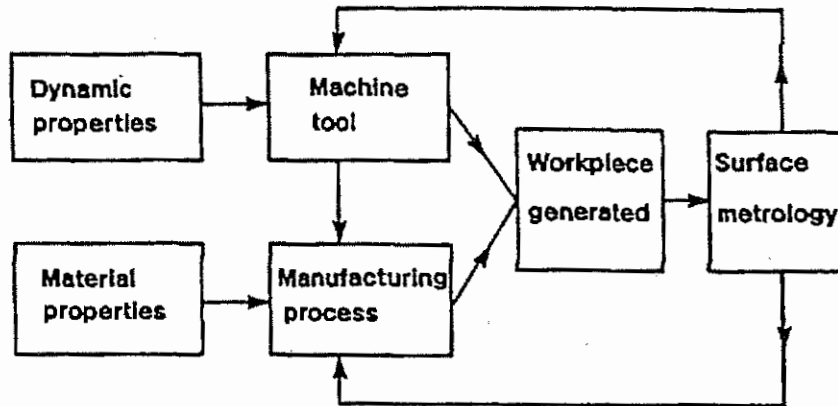 Dynamic
properties
Machine
tool
Workpiece
generated
Surface
metrology
Material
properties
Manufacturing
process